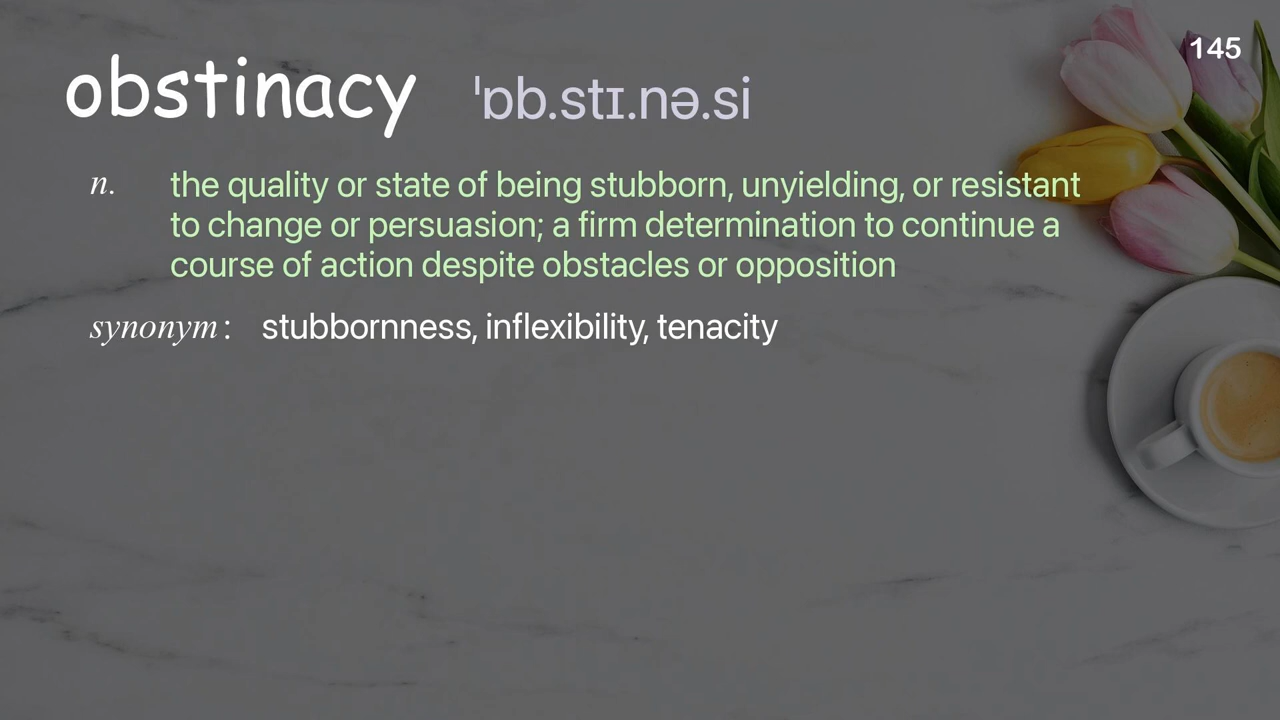 145
obstinacy ˈɒb.stɪ.nə.si
n. the quality or state of being stubborn, unyielding, or resistant
to change or persuasion; a firm determination to continue a
course of action despite obstacles or opposition
synonym: stubbornness, inflexibility, tenacity